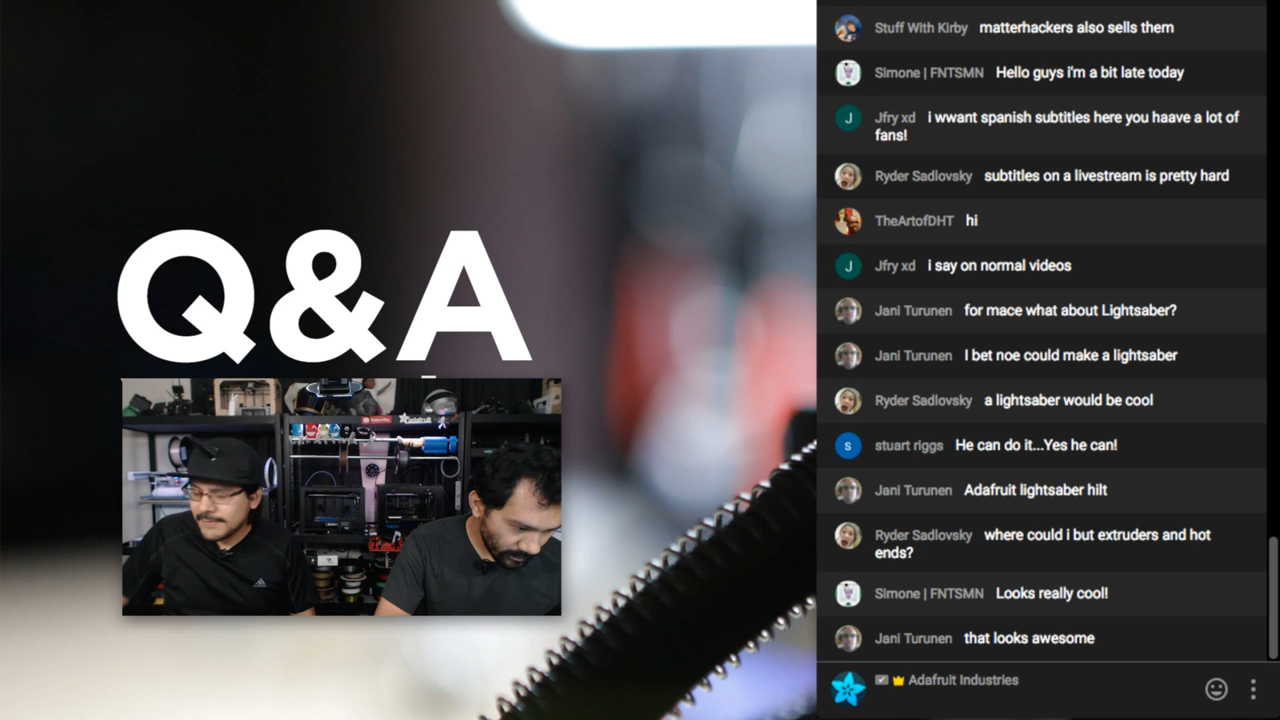 Q&A
Stuff With Kirby matterhackers also sells them
Simone | FNTSMN Hello guys i'm a bit late today
J
Jfry xd i wwant spanish subtitles here you haave a lot of
fans!
Ryder Sadlovsky subtitles on a livestream is pretty hard
TheArtofDHT hi
J
Jfry xd i say on normal videos
Jani Turunen for mace what about Lightsaber?
Jani Turunen I bet noe could make a lightsaber
Ryder Sadlovsky a lightsaber would be cool
s
stuart riggs He can do it...Yes he can!
Jani Turunen Adafruit lightsaber hilt
Ryder Sadlovsky where could i but extruders and hot
ends?
Simone | FNTSMN Looks really cool!
Jani Turunen that looks awesome
Adafruit Industries
adafruit
adidas